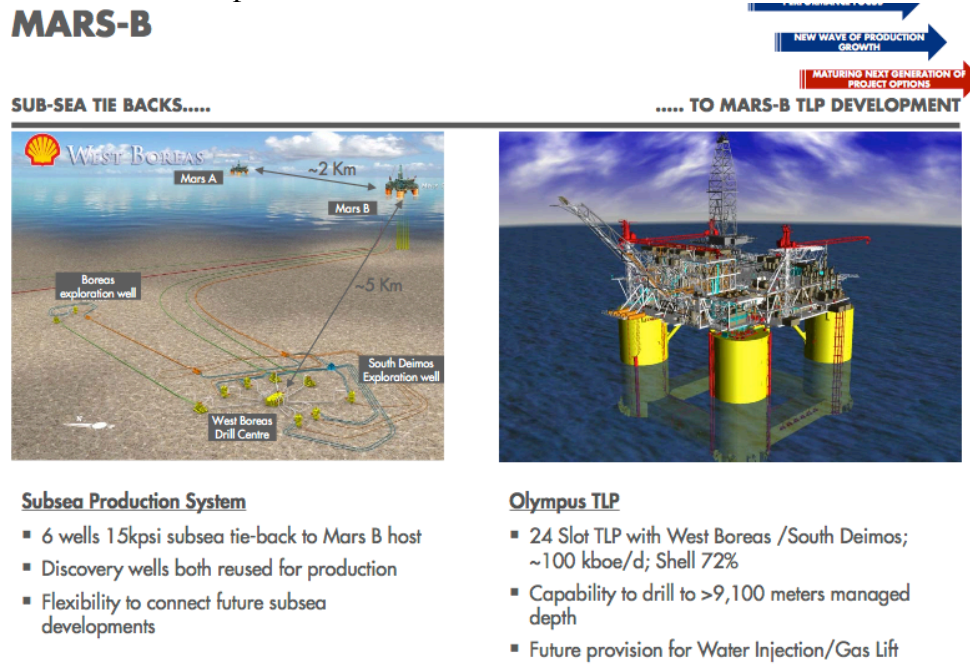 MARS-B
NEW WAVE OF PRODUCTION
GROWTH
MATURING NEXT GENERATION OF
PROJECT OPTIONS
SUB-SEA TIE BACKS.....
..... TO MARS-B TLP DEVELOPMENT
WEST BOREAS
Mars A
~2 Km
Mars B
~5 Km
Boreas
exploration well
South Deimos
Exploration well
West Boreas
Drill Centre
N
Subsea Production System
▪ 6 wells 15kpsi subsea tie-back to Mars B host
▪ Discovery wells both reused for production
▪ Flexibility to connect future subsea
developments
Olympus TLP
▪ 24 Slot TLP with West Boreas /South Deimos;
~100 kboe/d; Shell 72%
▪ Capability to drill to >9,100 meters managed
depth
▪ Future provision for Water Injection/Gas Lift